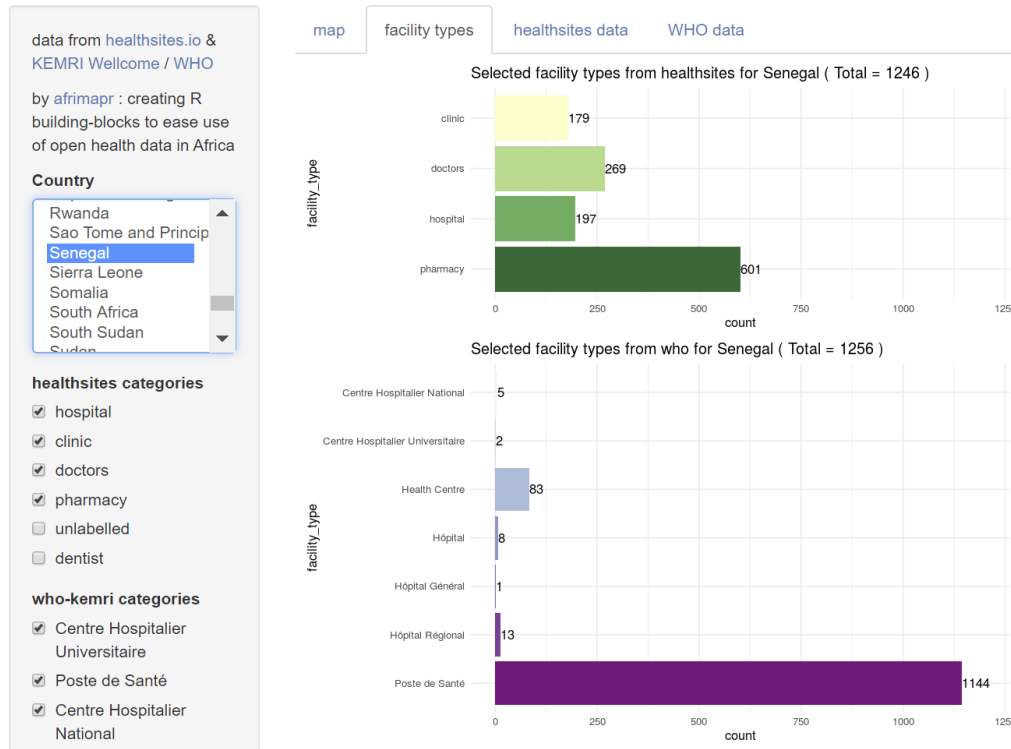 data from healthsites.io &
KEMRI Wellcome / WHO
by afrimapr : creating R
building-blocks to ease use
of open health data in Africa
Country
Rwanda
Sao Tome and Princip
Senegal
Sierra Leone
Somalia
South Africa
South Sudan
Sudan
healthsites categories
hospital
clinic
doctors
pharmacy
unlabelled
dentist
who-kemri categories
Centre Hospitalier
Universitaire
Poste de Santé
Centre Hospitalier
National
map facility types healthsites data WHO data
Selected facility types from healthsites for Senegal ( Total = 1246 )
facility_type
clinic 179
doctors 269
hospital 197
pharmacy 601
0 250 500 750 1000 125
count
Selected facility types from who for Senegal ( Total = 1256 )
facility_type
Centre Hospitalier National 5
Centre Hospitalier Universitaire 2
Health Centre 83
Hôpital 8
Hôpital Général 1
Hôpital Régional 13
Poste de Santé 1144
0 250 500 750 1000 125
count